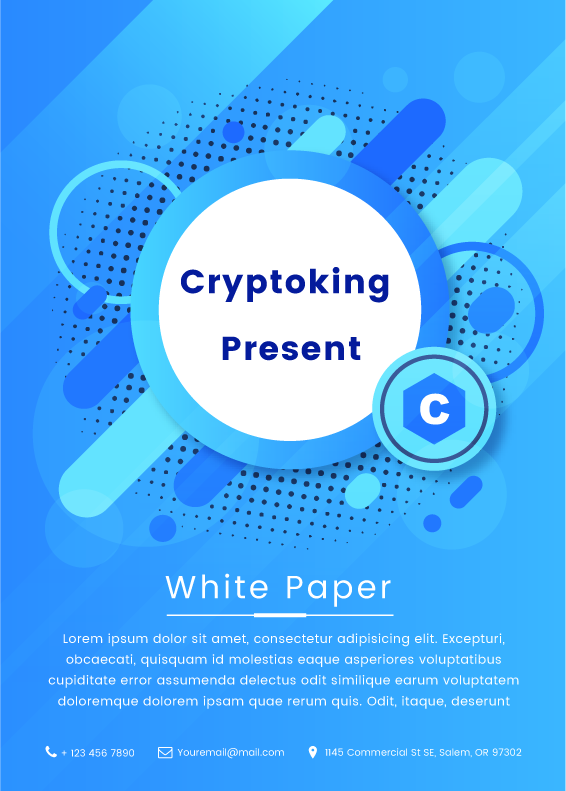 Cryptoking
Present
C
White Paper
Lorem ipsum dolor sit amet, consectetur adipisicing elit. Excepturi,
obcaecati, quisquam id molestias eaque asperiores voluptatibus
cupiditate error assumenda delectus odit similique earum voluptatem
doloremque dolorem ipsam quae rerum quis. Odit, itaque, deserunt
+ 123 456 7890 Youremail@mail.com 1145 Commercial St SE, Salem, OR 97302